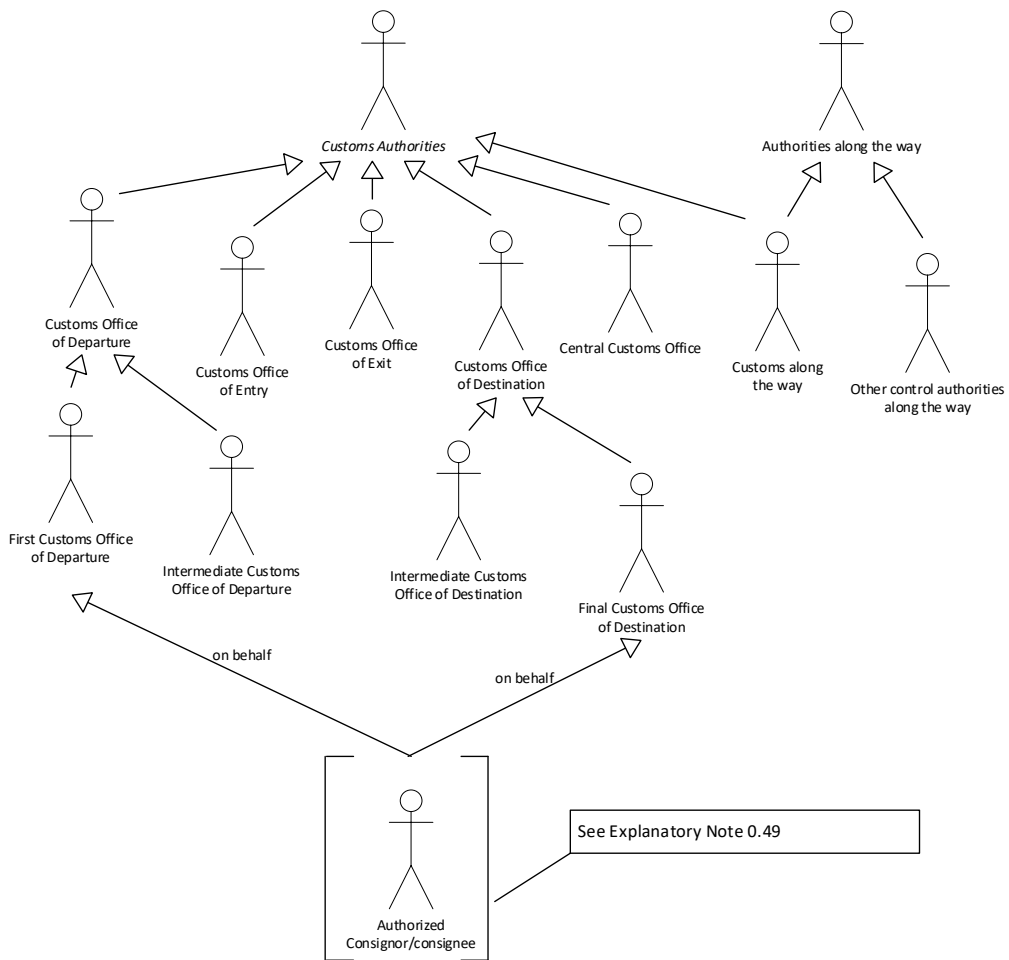 Customs Authorities
Authorities along the way
Customs Office
of Departure
Customs Office
of Entry
Customs Office
of Exit
Customs Office
of Destination
Central Customs Office
Customs along
the way
Other control authorities
along the way
First Customs Office
of Departure
Intermediate Customs
Office of Departure
Intermediate Customs
Office of Destination
Final Customs Office
of Destination
on behalf
on behalf
See Explanatory Note 0.49
Authorized
Consignor/consignee